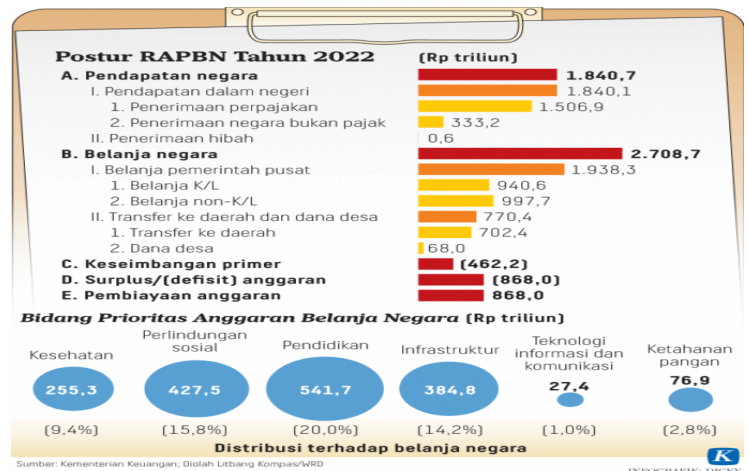 Postur RAPBN Tahun 2022 (Rp triliun)
A. Pendapatan negara 1.840,7
I. Pendapatan dalam negeri 1.840,1
1. Penerimaan perpajakan 1.506,9
2. Penerimaan negara bukan pajak 333,2
II. Penerimaan hibah 0,6
B. Belanja negara 2.708,7
I. Belanja pemerintah pusat 1.938,3
1. Belanja K/L 940,6
2. Belanja non-K/L 997,7
II. Transfer ke daerah dan dana desa 770,4
1. Transfer ke daerah 702,4
2. Dana desa 68,0
C. Keseimbangan primer (462,2)
D. Surplus/(defisit) anggaran (868,0)
E. Pembiayaan anggaran 868,0
Bidang Prioritas Anggaran Belanja Negara (Rp triliun)
Kesehatan
255,3
(9,4%)
Perlindungan
sosial
427,5
(15,8%)
Pendidikan
541,7
(20,0%)
Infrastruktur
384,8
(14,2%)
Teknologi
informasi dan
komunikasi
27,4
(1,0%)
Ketahanan
pangan
76,9
(2,8%)
Distribusi terhadap belanja negara
Sumber: Kementerian Keuangan; Diolah Litbang Kompas/WRD
K
INFOGRAFIK: DICKY